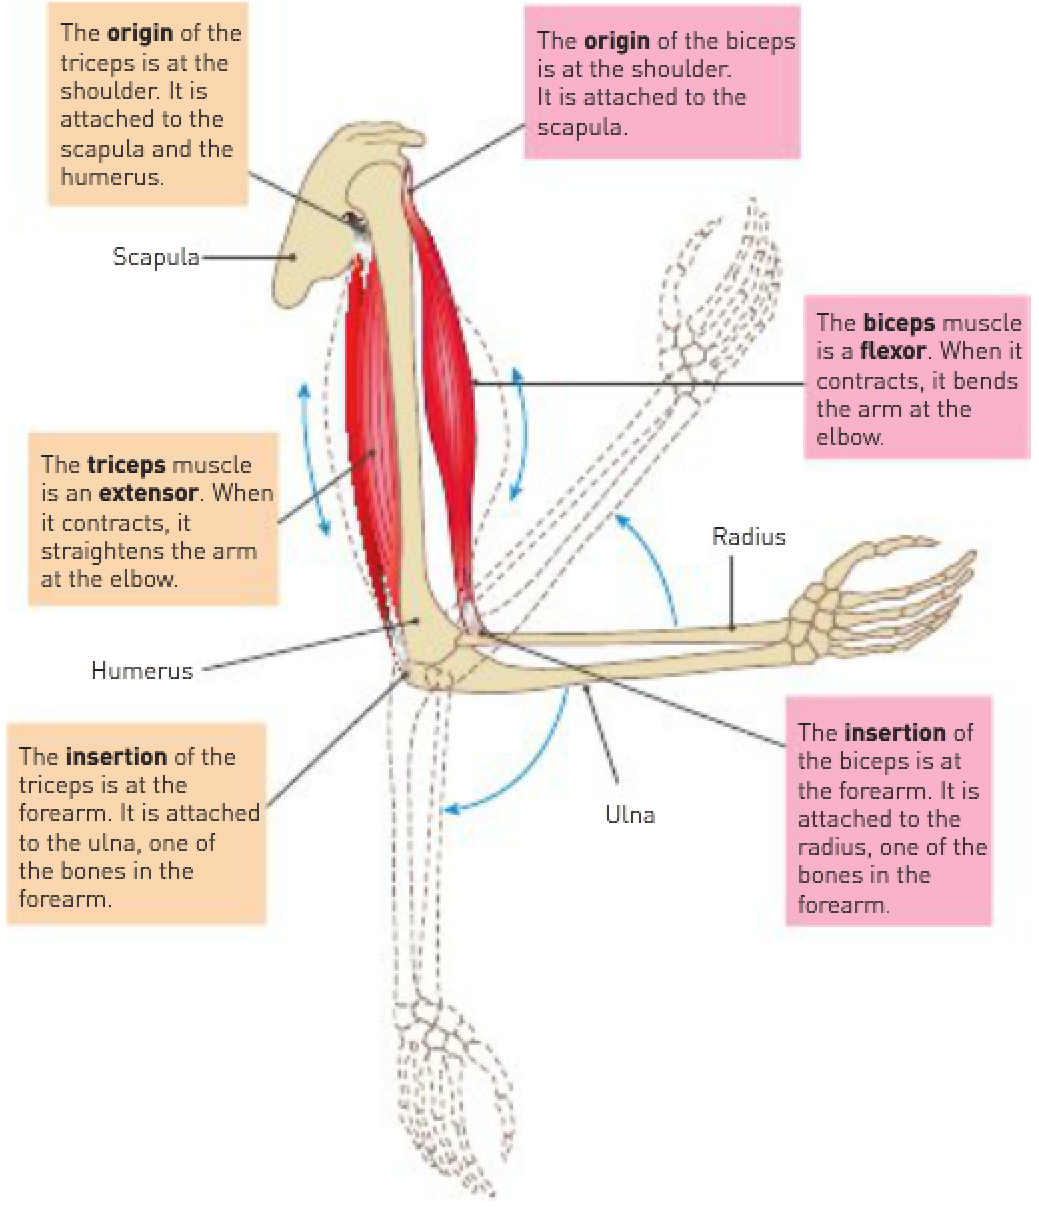 The origin of the
triceps is at the
shoulder. It is
attached to the
scapula and the
humerus.
The origin of the biceps
is at the shoulder.
It is attached to the
scapula.
Scapula
The biceps muscle
is a flexor. When it
contracts, it bends
the arm at the
elbow.
The triceps muscle
is an extensor. When
it contracts, it
straightens the arm
at the elbow.
Radius
Humerus
The insertion of the
triceps is at the
forearm. It is attached
to the ulna, one of
the bones in the
forearm.
Ulna
The insertion of
the biceps is at
the forearm. It is
attached to the
radius, one of the
bones in the
forearm.